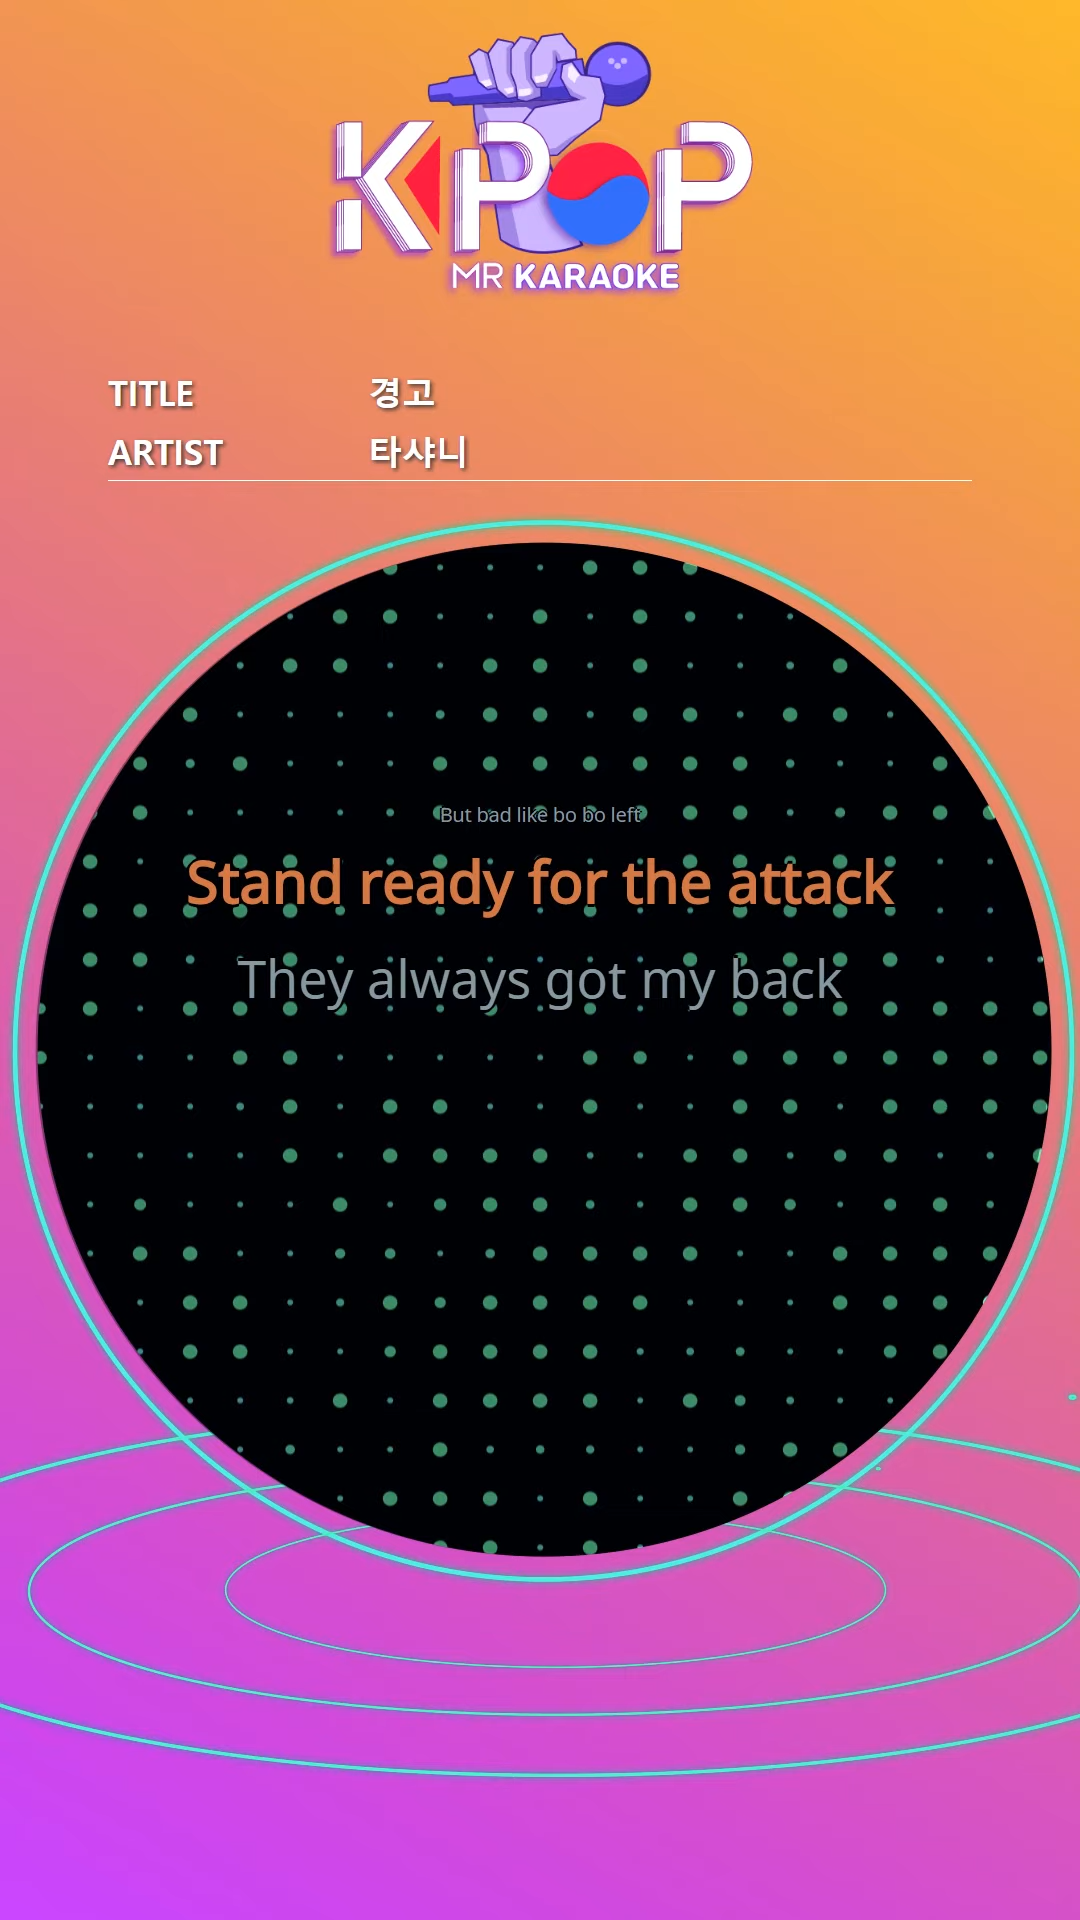 KPOP
MR KARAOKE
TITLE 경고
ARTIST 타샤니
But bad like bo bo left
Stand ready for the attack
They always got my back